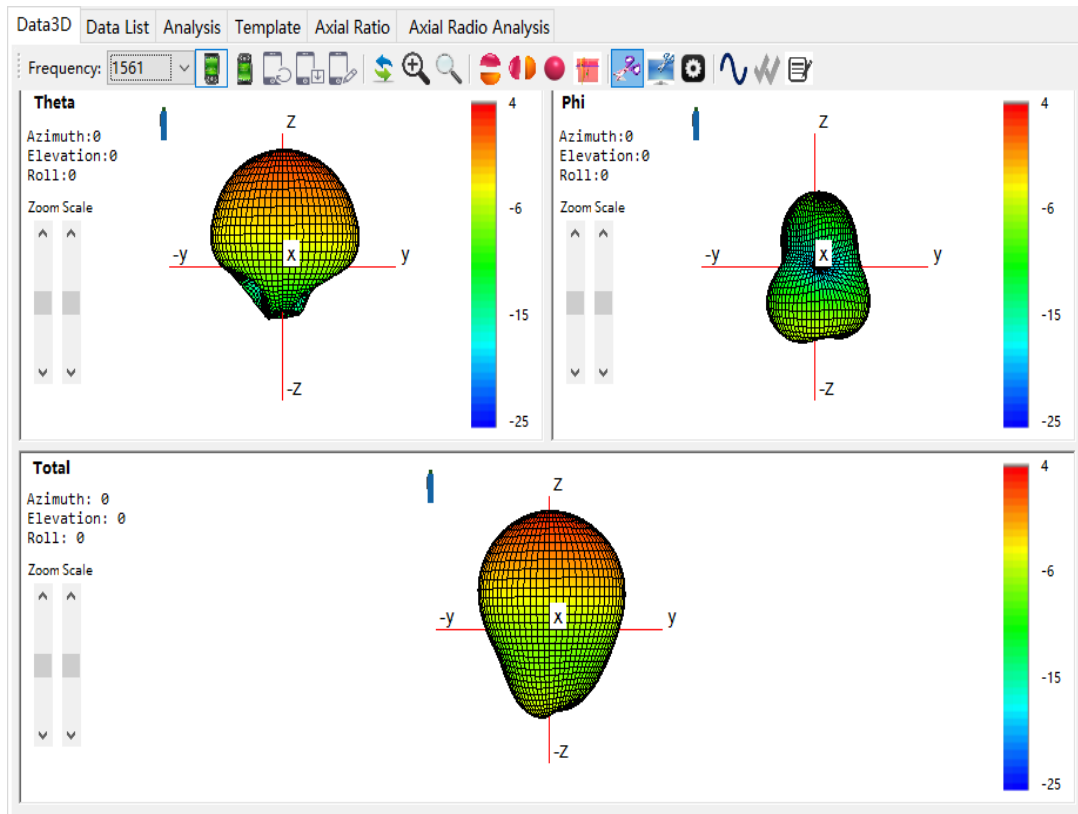 Data3D Data List Analysis Template Axial Ratio Axial Radio Analysis
Frequency: 1561
Theta
Azimuth:0
Elevation:0
Roll:0
Zoom Scale
Z
-y
X
y
-Z
4
-6
-15
-25
Phi
Azimuth:0
Elevation:0
Roll:0
Zoom Scale
Z
-y
X
y
-Z
4
-6
-15
-25
Total
Azimuth: 0
Elevation: 0
Roll: 0
Zoom Scale
Z
-y
X
y
-Z
4
-6
-15
-25